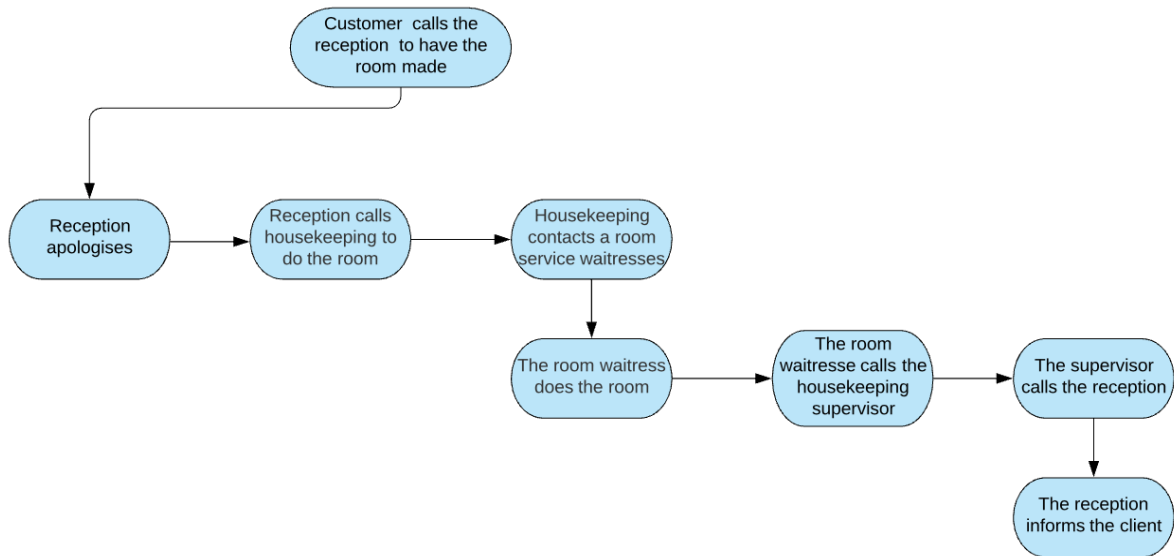 Customer calls the
reception to have the
room made
Reception
apologises
Reception calls
housekeeping to
do the room
Housekeeping
contacts a room
service waitresses
The room waitress
does the room
The room
waitresse calls the
housekeeping
supervisor
The supervisor
calls the reception
The reception
informs the client